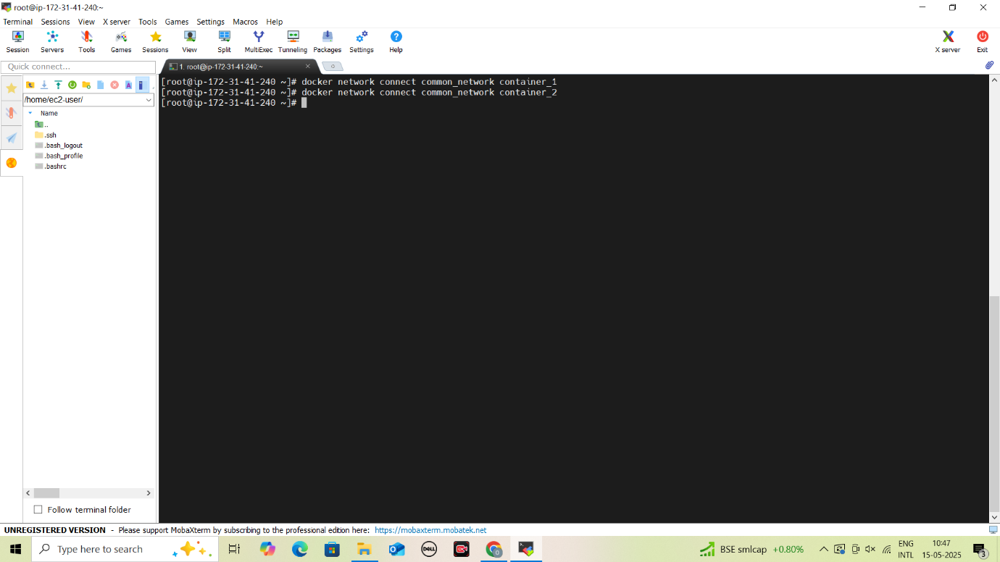 root@ip-172-31-41-240:~
Terminal Sessions View X server Tools Games Settings Macros Help
Session Servers Tools Games Sessions View Split MultiExec Tunneling Packages Settings Help X server Exit
Quick connect...
1. root@ip-172-31-41-240:~
/home/ec2-user/
Name
..
.ssh
.bash_logout
.bash_profile
.bashrc
[root@ip-172-31-41-240 ~]# docker network connect common_network container_1
[root@ip-172-31-41-240 ~]# docker network connect common_network container_2
[root@ip-172-31-41-240 ~]#
Follow terminal folder
UNREGISTERED VERSION - Please support MobaXterm by subscribing to the professional edition here: https://mobaxterm.mobatek.net
Type here to search
DELL
BSE smlcap +0.80%
ENG
INTL
10:47
15-05-2025
3